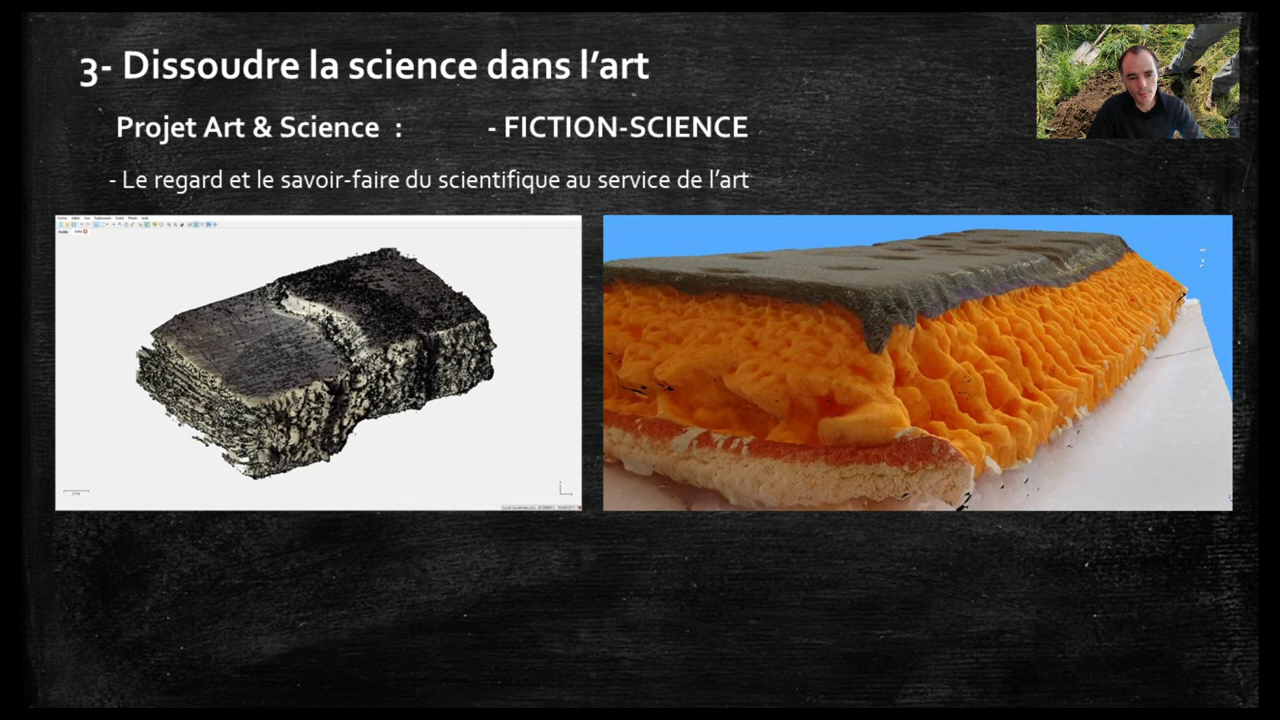 3- Dissoudre la science dans l’art
Projet Art & Science : - FICTION-SCIENCE
- Le regard et le savoir-faire du scientifique au service de l’art